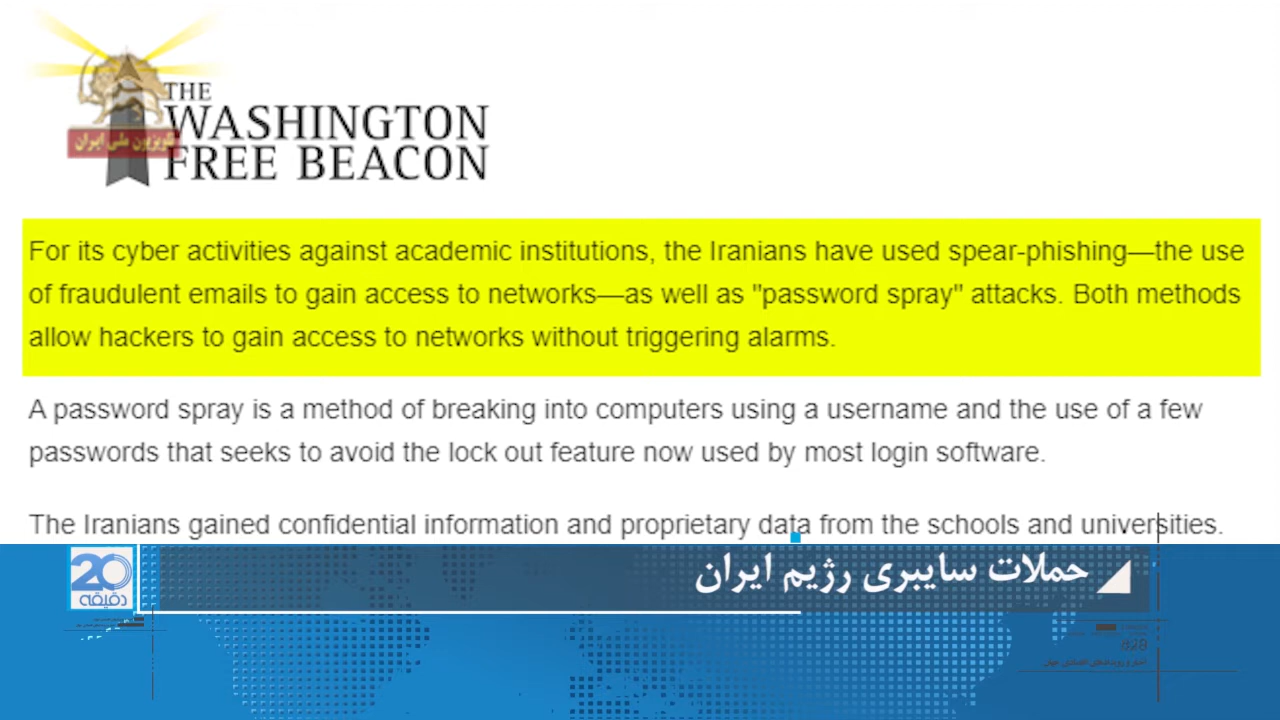 THE
WASHINGTON
FREE BEACON
تلویزیون ملی ایران
For its cyber activities against academic institutions, the Iranians have used spear-phishing—the use
of fraudulent emails to gain access to networks—as well as "password spray" attacks. Both methods
allow hackers to gain access to networks without triggering alarms.
A password spray is a method of breaking into computers using a username and the use of a few
passwords that seeks to avoid the lock out feature now used by most login software.
The Iranians gained confidential information and proprietary data from the schools and universities.
حملات سایبری رژیم ایران
20
دقیقه
#28